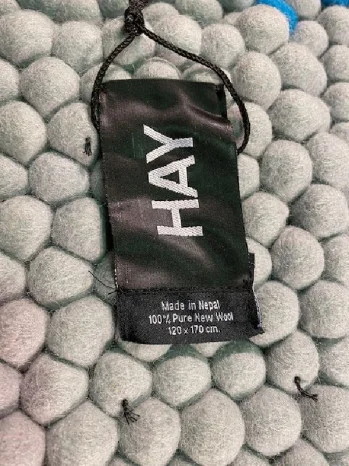 HAY
Made in Nepal
100% Pure New Wool
120 x 170 cm.